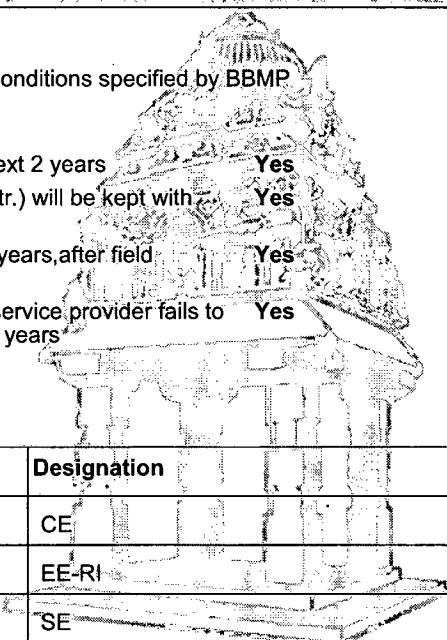 onditions specified by BBMP
ext 2 years Yes
tr.) will be kept with Yes
years,after field Yes
service provider fails to Yes
years
Designation
CE
EE-RI
SE